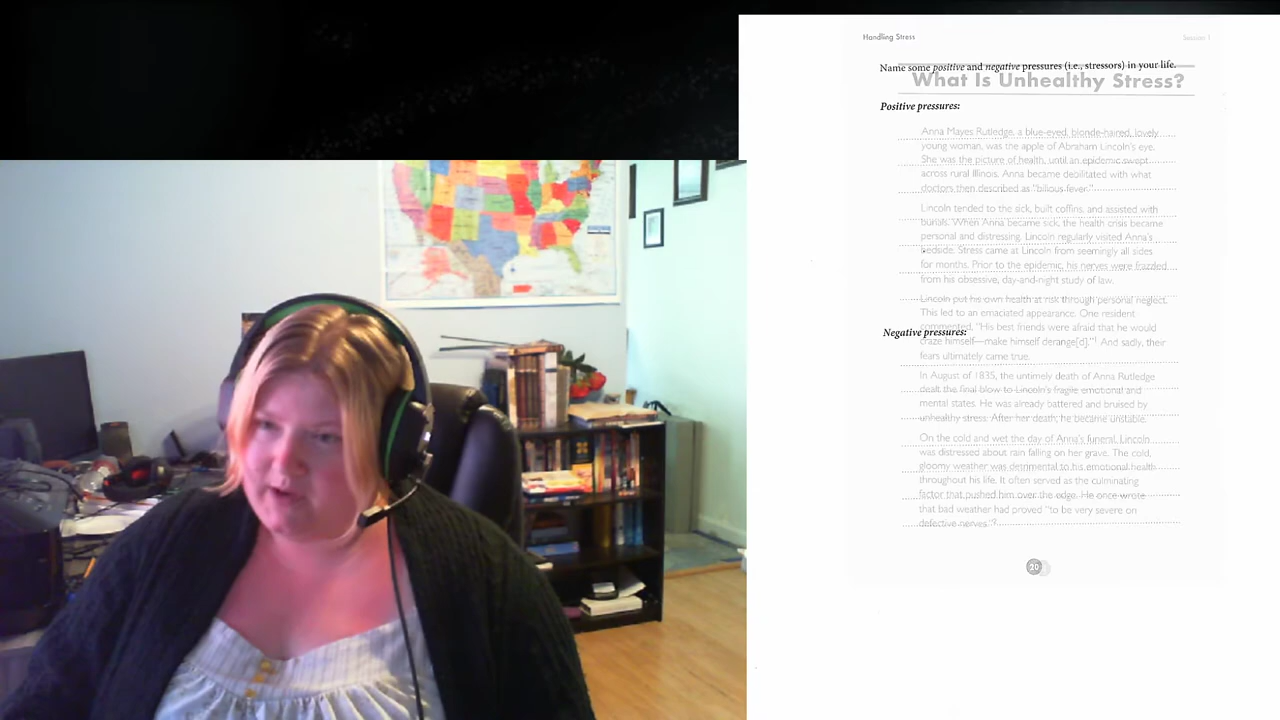 Handling Stress
Session 1
Name some positive and negative pressures (i.e., stressors) in your life.
What Is Unhealthy Stress?
Positive pressures:
Anna Mayes Rutledge, a blue-eyed, blonde-haired, lovely
young woman, was the apple of Abraham Lincoln's eye.
She was the picture of health, until an epidemic swept
across rural Illinois. Anna became debilitated with what
doctors then described as "bilious fever."
Lincoln tended to the sick, built coffins, and assisted with
burials. When Anna became sick, the health crisis became
personal and distressing. Lincoln regularly visited Anna's
bedside. Stress came at Lincoln from seemingly all sides
for months. Prior to the epidemic, his nerves were frazzled
from his obsessive, day-and-night study of law.
Lincoln put his own health at risk through personal neglect.
This led to an emaciated appearance. One resident
commented, "His best friends were afraid that he would
Negative pressures:
craze himself—make himself derange[d]."1 And sadly, their
fears ultimately came true.
In August of 1835, the untimely death of Anna Rutledge
dealt the final blow to Lincoln's fragile emotional and
mental states. He was already battered and bruised by
unhealthy stress. After her death, he became unstable.
On the cold and wet the day of Anna's funeral, Lincoln
was distressed about rain falling on her grave. The cold,
gloomy weather was detrimental to his emotional health
throughout his life. It often served as the culminating
factor that pushed him over the edge. He once wrote
that bad weather had proved "to be very severe on
defective nerves."2
20